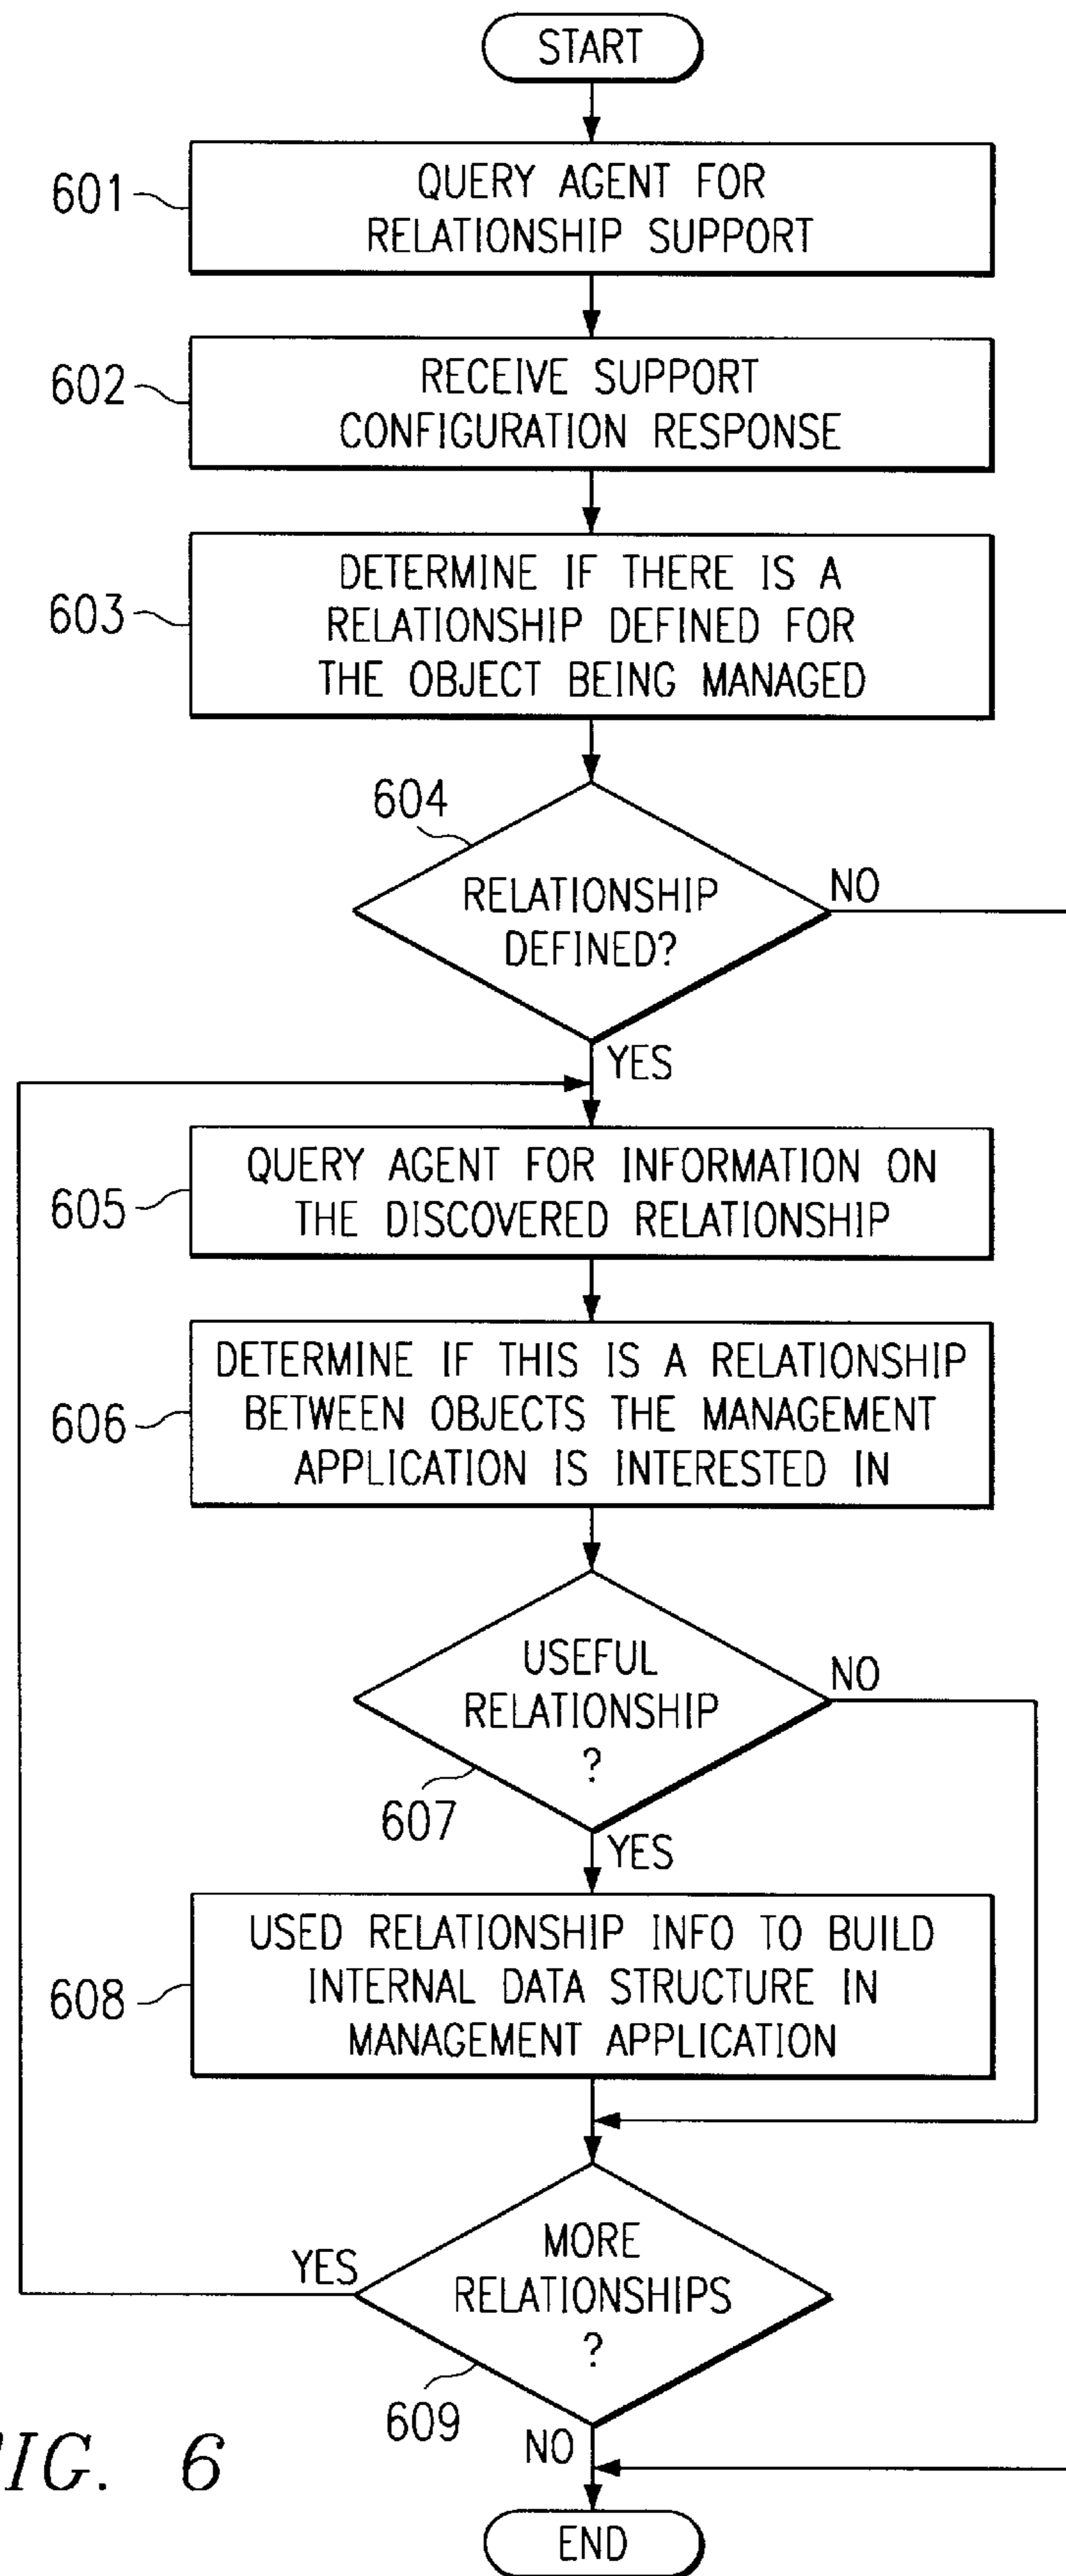 START
601
QUERY AGENT FOR
RELATIONSHIP SUPPORT
602
RECEIVE SUPPORT
CONFIGURATION RESPONSE
603
DETERMINE IF THERE IS A
RELATIONSHIP DEFINED FOR
THE OBJECT BEING MANAGED
604
RELATIONSHIP
DEFINED?
NO
YES
605
QUERY AGENT FOR INFORMATION ON
THE DISCOVERED RELATIONSHIP
606
DETERMINE IF THIS IS A RELATIONSHIP
BETWEEN OBJECTS THE MANAGEMENT
APPLICATION IS INTERESTED IN
USEFUL
RELATIONSHIP
?
NO
607
YES
608
USED RELATIONSHIP INFO TO BUILD
INTERNAL DATA STRUCTURE IN
MANAGEMENT APPLICATION
YES
MORE
RELATIONSHIPS
?
609
NO
FIG. 6
END